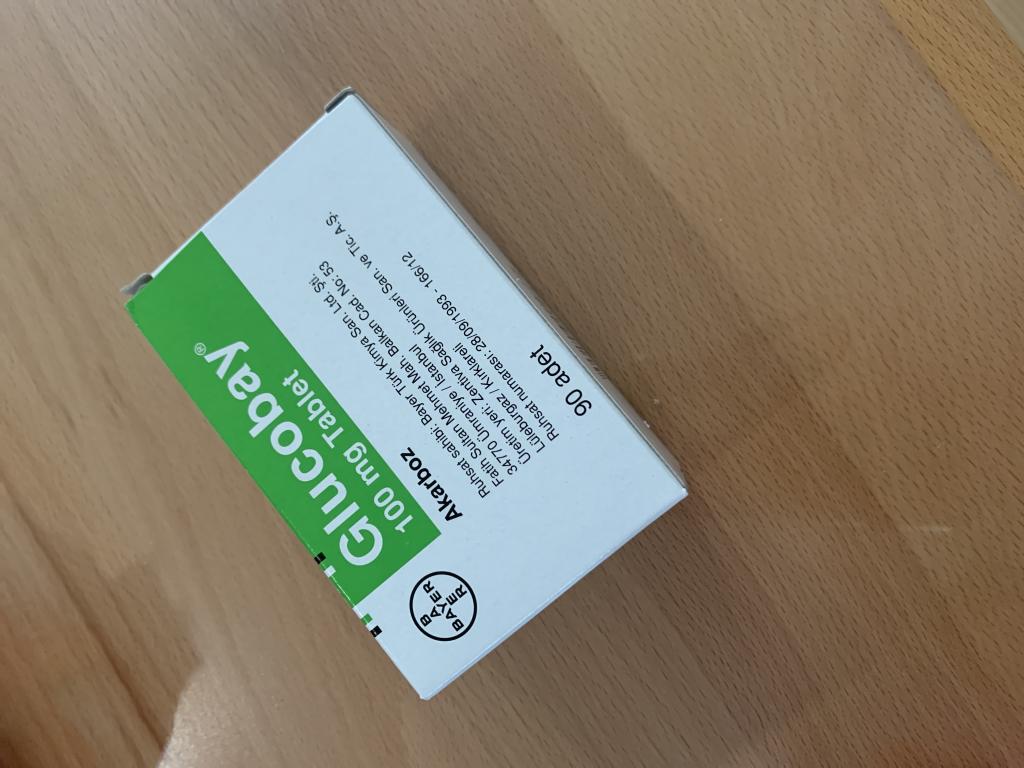 Glucobay®
100 mg Tablet
Akarboz
Ruhsat sahibi: Bayer Türk Kimya San. Ltd. Şti.
Fatih Sultan Mehmet Mah. Balkan Cad. No: 53
34770 Ümraniye / İstanbul
Üretim yeri: Zentiva Sağlık Ürünleri San. ve Tic. A.Ş.
Lüleburgaz / Kırklareli
Ruhsat numarası: 28/09/1993 - 166/12
90 adet
BAYER
BAYER